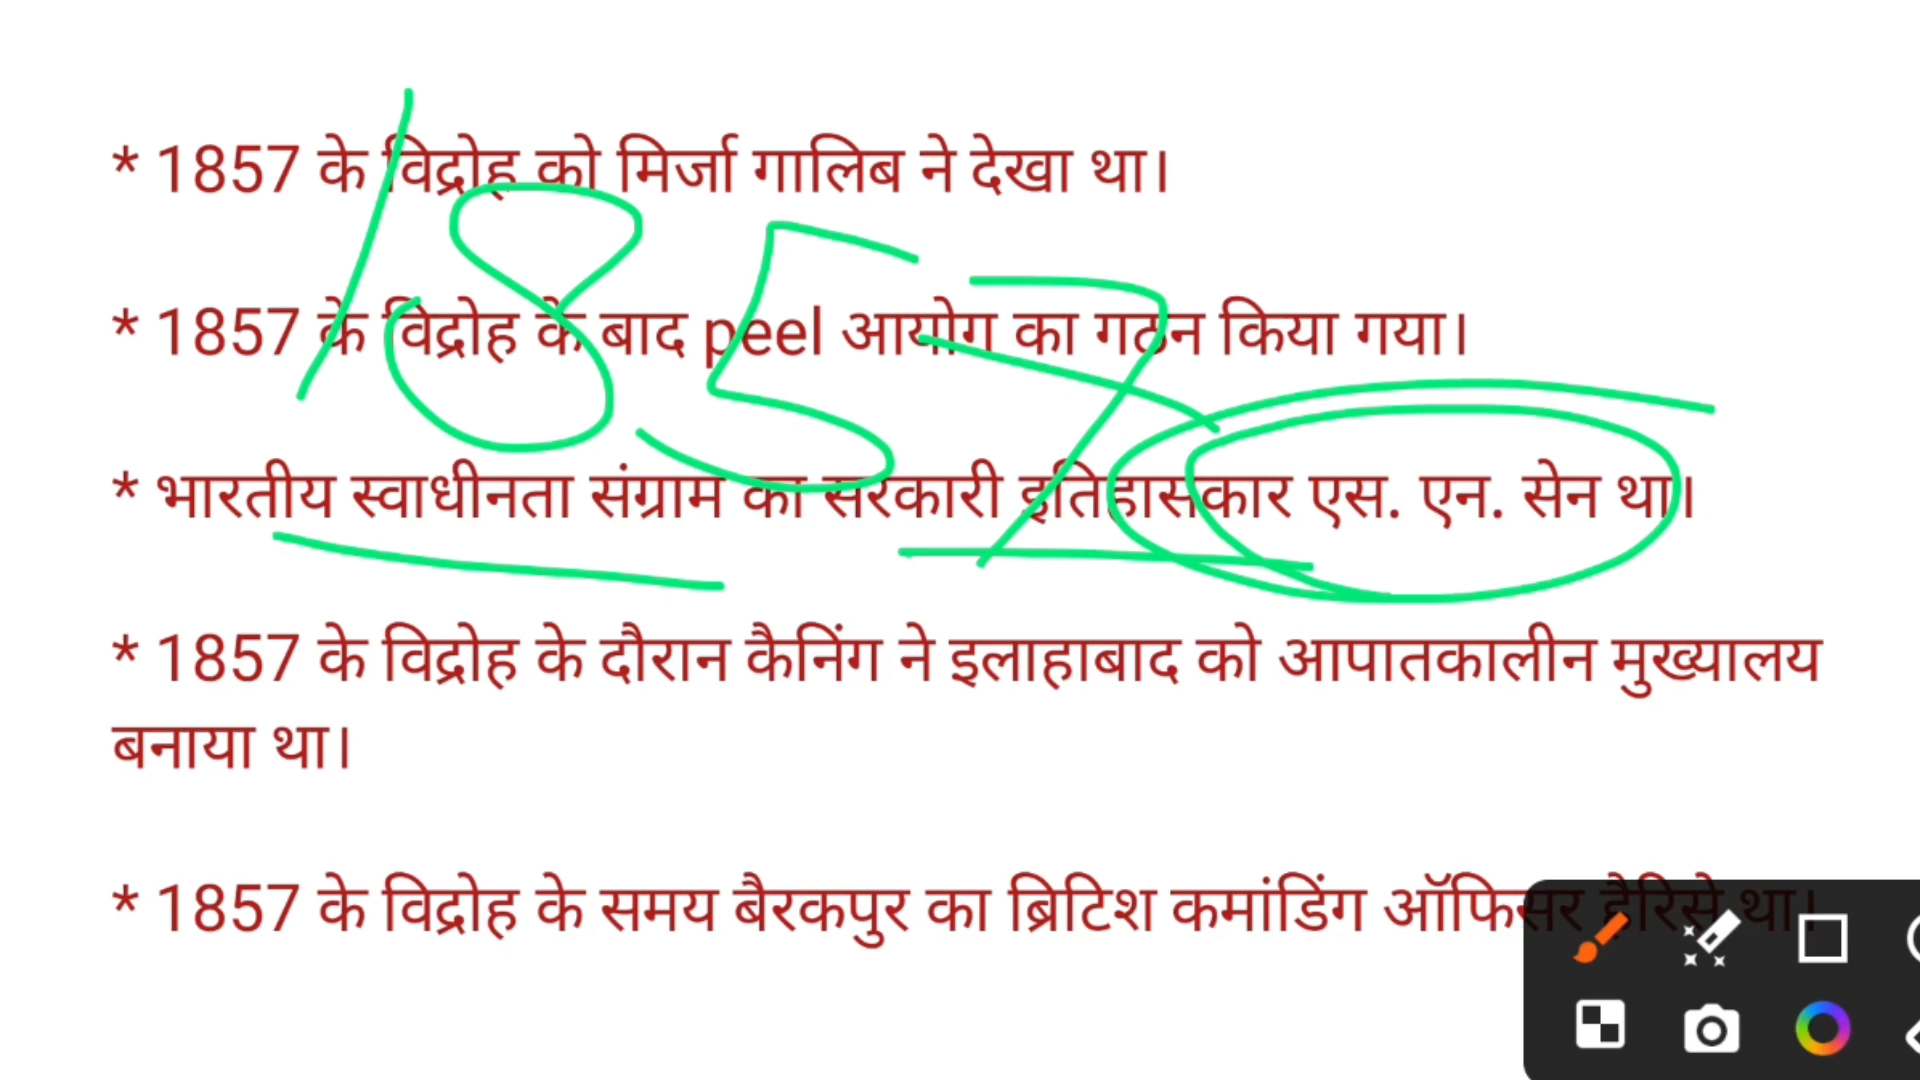 * 1857 के विद्रोह को मिर्जा गालिब ने देखा था।
* 1857 के विद्रोह के बाद peel आयोग का गठन किया गया।
1857
* भारतीय स्वाधीनता संग्राम का सरकारी इतिहासकार एस. एन. सेन था।
* 1857 के विद्रोह के दौरान कैनिंग ने इलाहाबाद को आपातकालीन मुख्यालय
बनाया था।
* 1857 के विद्रोह के समय बैरकपुर का ब्रिटिश कमांडिंग ऑफिसर हैरिसे था।